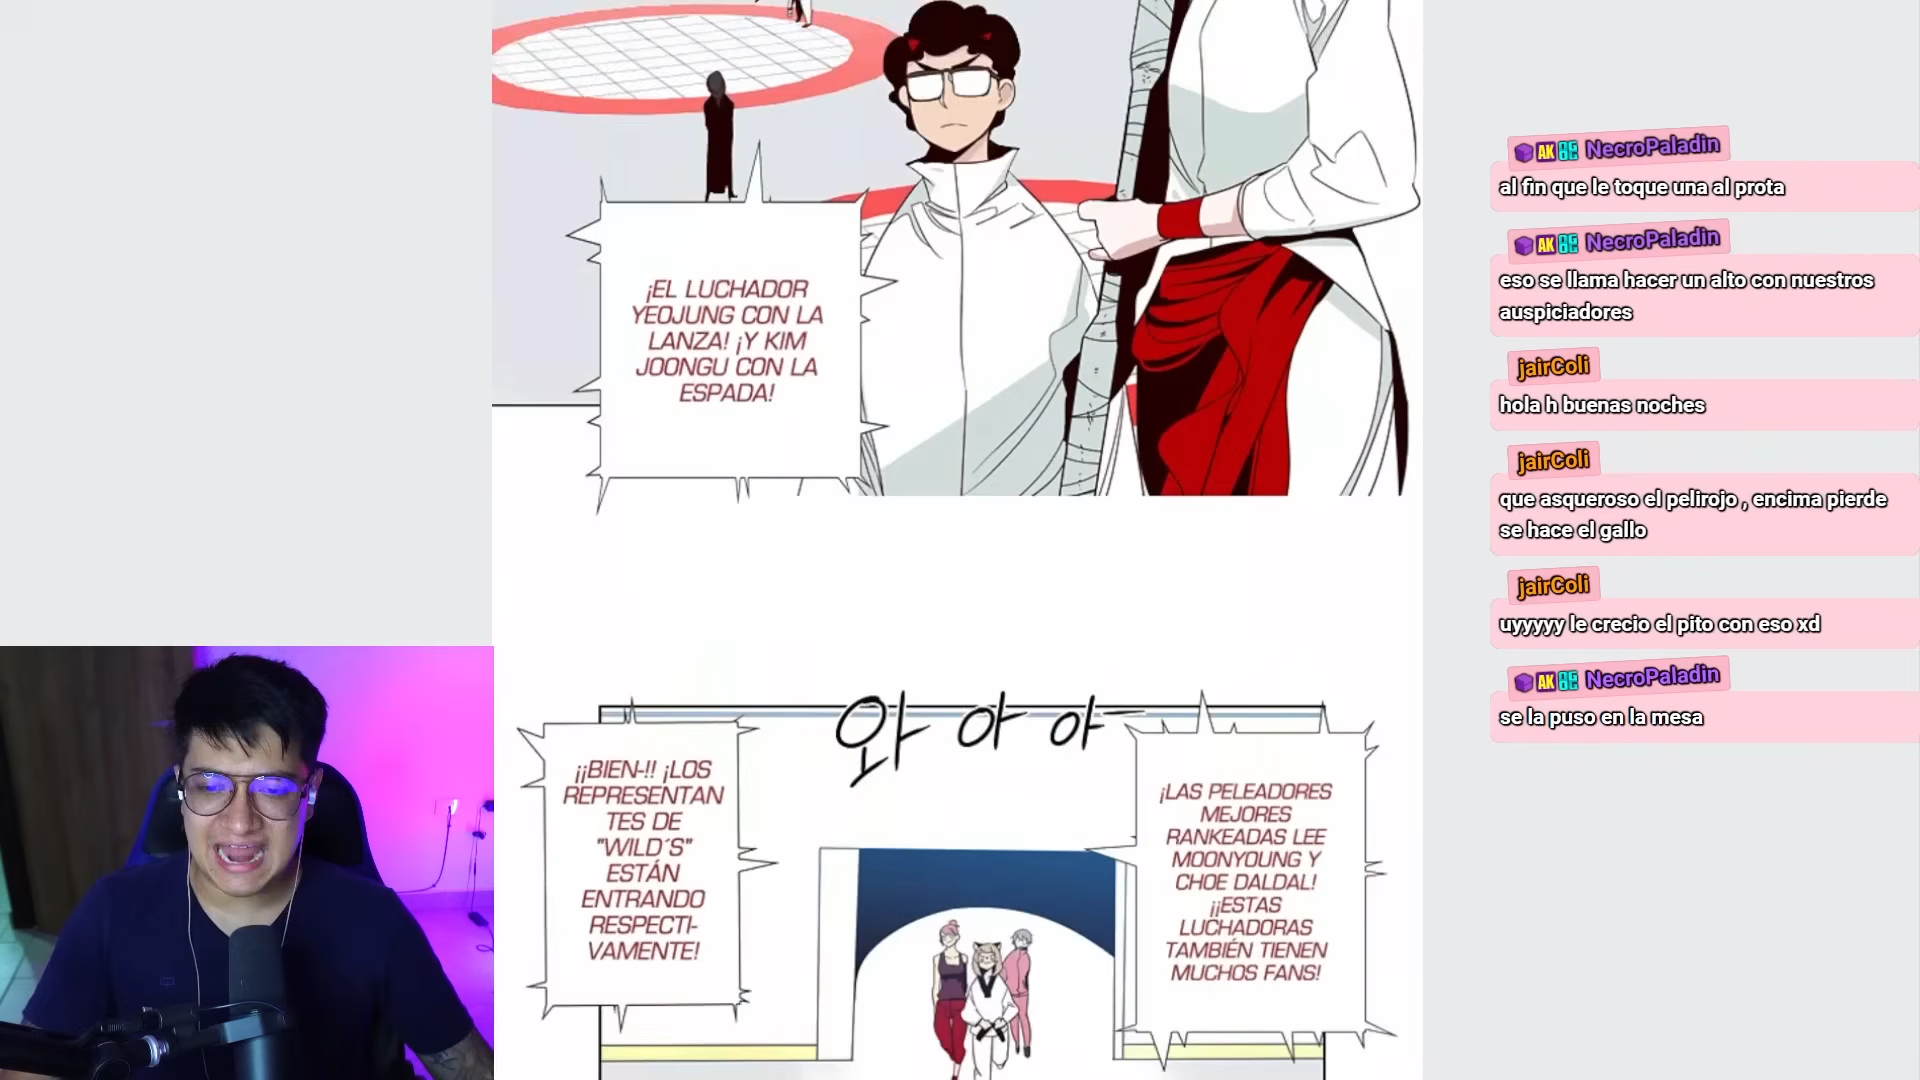 ¡EL LUCHADOR
YEOJUNG CON LA
LANZA! ¡Y KIM
JOONGU CON LA
ESPADA!
와 아 아
¡¡BIEN-!! ¡LOS
REPRESENTAN
TES DE
"WILD´S"
ESTÁN
ENTRANDO
RESPECTI-
VAMENTE!
¡LAS PELEADORES
MEJORES
RANKEADAS LEE
MOONYOUNG Y
CHOE DALDAL!
¡¡ESTAS
LUCHADORAS
TAMBIÉN TIENEN
MUCHOS FANS!
AK NecroPaladin
al fin que le toque una al prota
AK NecroPaladin
eso se llama hacer un alto con nuestros
auspiciadores
jairColi
hola h buenas noches
jairColi
que asqueroso el pelirojo , encima pierde
se hace el gallo
jairColi
uyyyyy le crecio el pito con eso xd
AK NecroPaladin
se la puso en la mesa